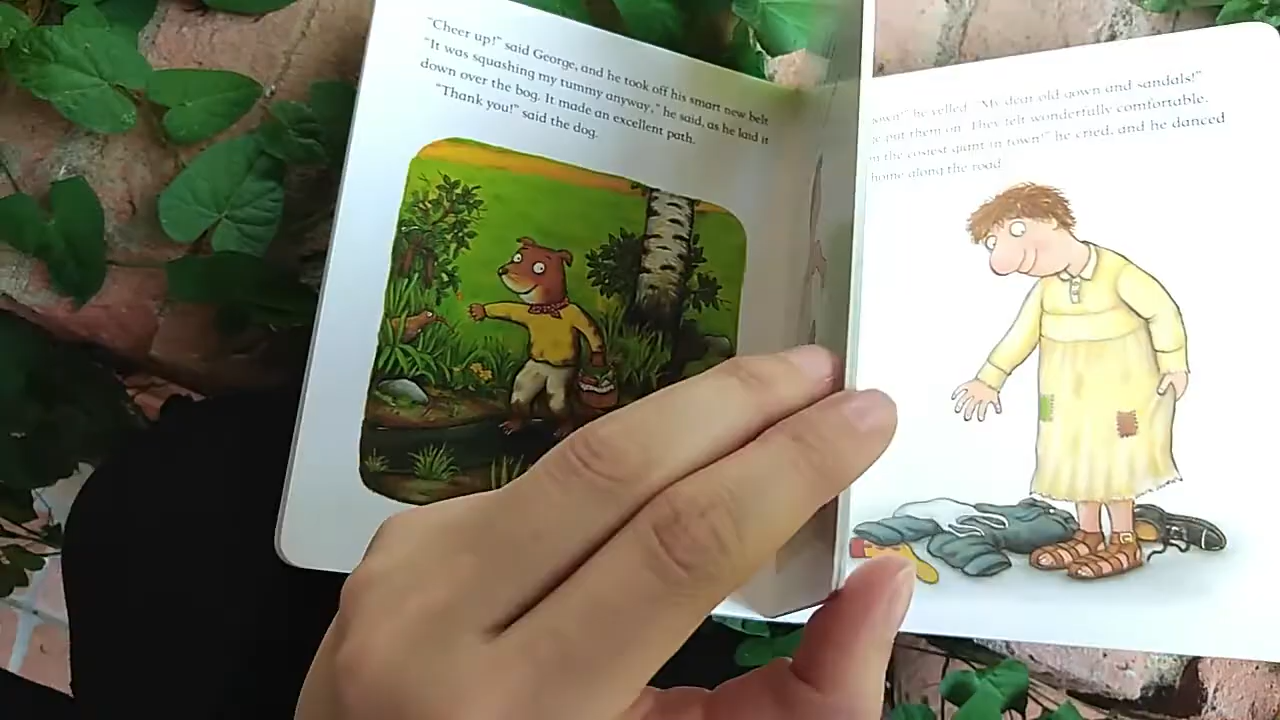 "Cheer up!" said George, and he took off his smart new belt
"It was squashing my tummy anyway," he said, as he laid it
down over the bog. It made an excellent path.
"Thank you!" said the dog.
he yelled. "My dear old gown and sandals!"
put them on. They felt wonderfully comfortable.
the cosiest giant in town!" he cried, and he danced
home along the road.